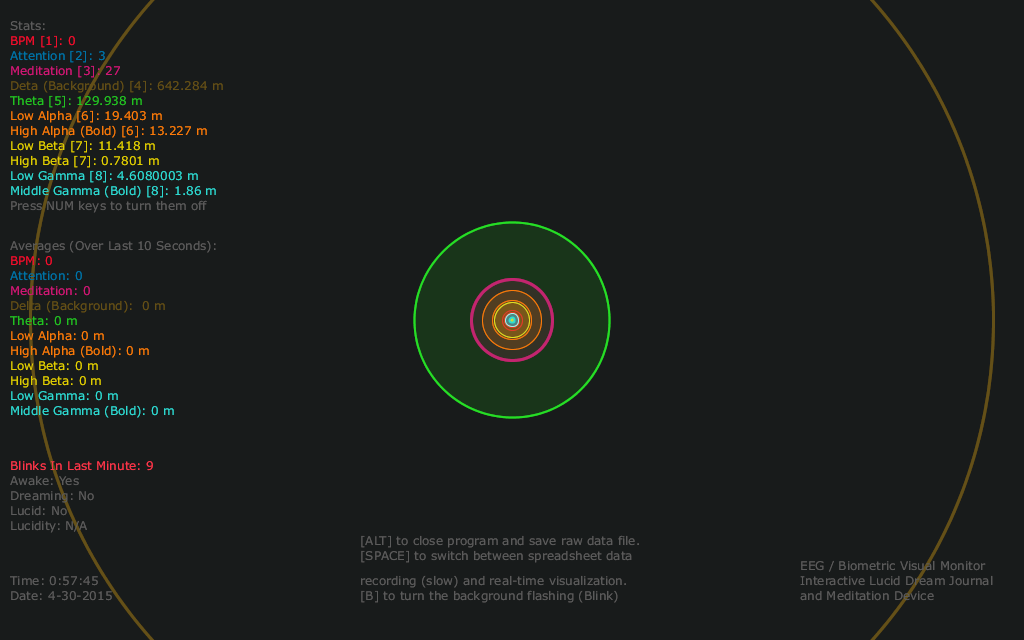 Stats:
BPM [1]: 0
Attention [2]: 3
Meditation [3]: 27
Deta (Background) [4]: 642.284 m
Theta [5]: 129.938 m
Low Alpha [6]: 19.403 m
High Alpha (Bold) [6]: 13.227 m
Low Beta [7]: 11.418 m
High Beta [7]: 0.7801 m
Low Gamma [8]: 4.6080003 m
Middle Gamma (Bold) [8]: 1.86 m
Press NUM keys to turn them off
Averages (Over Last 10 Seconds):
BPM: 0
Attention: 0
Meditation: 0
Delta (Background): 0 m
Theta: 0 m
Low Alpha: 0 m
High Alpha (Bold): 0 m
Low Beta: 0 m
High Beta: 0 m
Low Gamma: 0 m
Middle Gamma (Bold): 0 m
Blinks In Last Minute: 9
Awake: Yes
Dreaming: No
Lucid: No
Lucidity: N/A
Time: 0:57:45
Date: 4-30-2015
[ALT] to close program and save raw data file.
[SPACE] to switch between spreadsheet data
recording (slow) and real-time visualization.
[B] to turn the background flashing (Blink)
EEG / Biometric Visual Monitor
Interactive Lucid Dream Journal
and Meditation Device